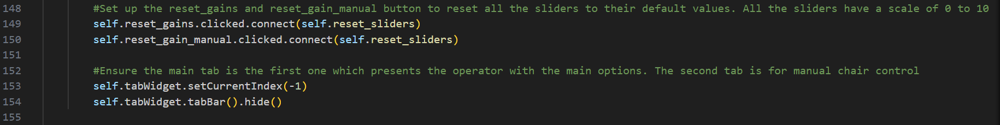 148 #Set up the reset_gains and reset_gain_manual button to reset all the sliders to their default values. All the sliders have a scale of 0 to 10
149 self.reset_gains.clicked.connect(self.reset_sliders)
150 self.reset_gain_manual.clicked.connect(self.reset_sliders)
151
152 #Ensure the main tab is the first one which presents the operator with the main options. The second tab is for manual chair control
153 self.tabWidget.setCurrentIndex(-1)
154 self.tabWidget.tabBar().hide()
155